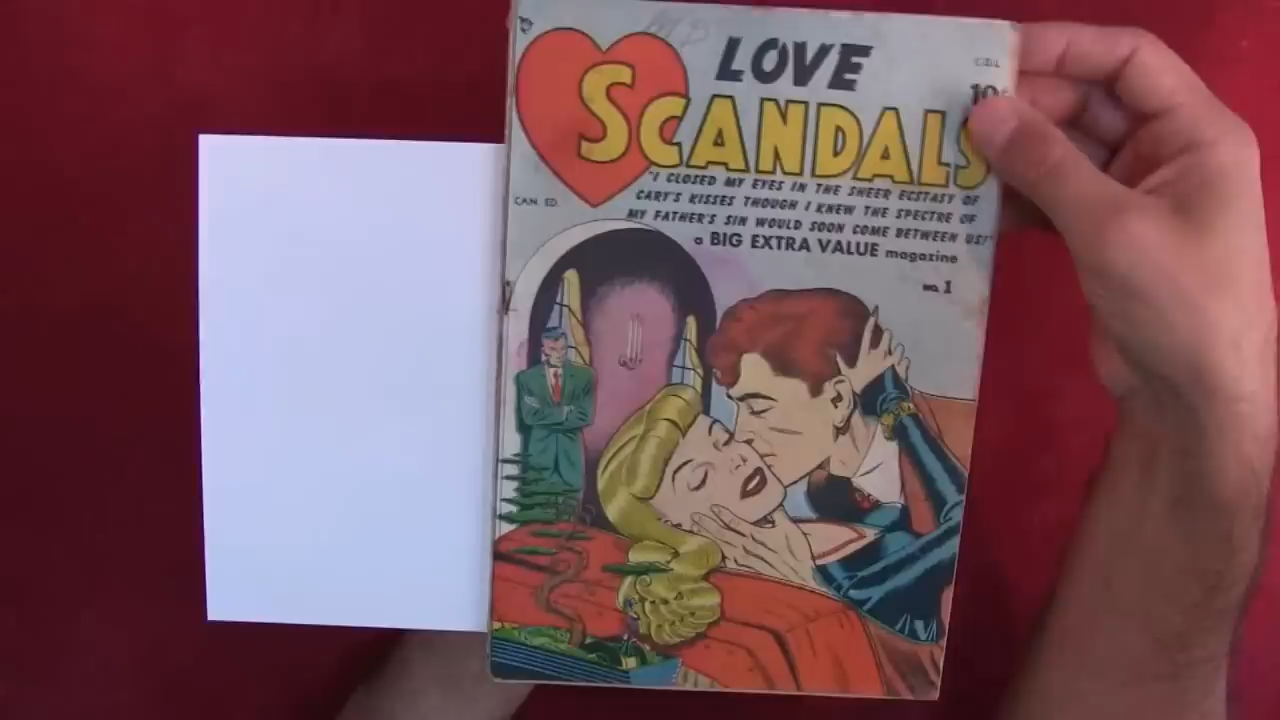 LOVE
10¢
SCANDALS
"I CLOSED MY EYES IN THE SHEER ECSTASY OF
CARY'S KISSES THOUGH I KNEW THE SPECTRE OF
MY FATHER'S SIN WOULD SOON COME BETWEEN US!"
CAN. ED.
a BIG EXTRA VALUE magazine
NO. 1